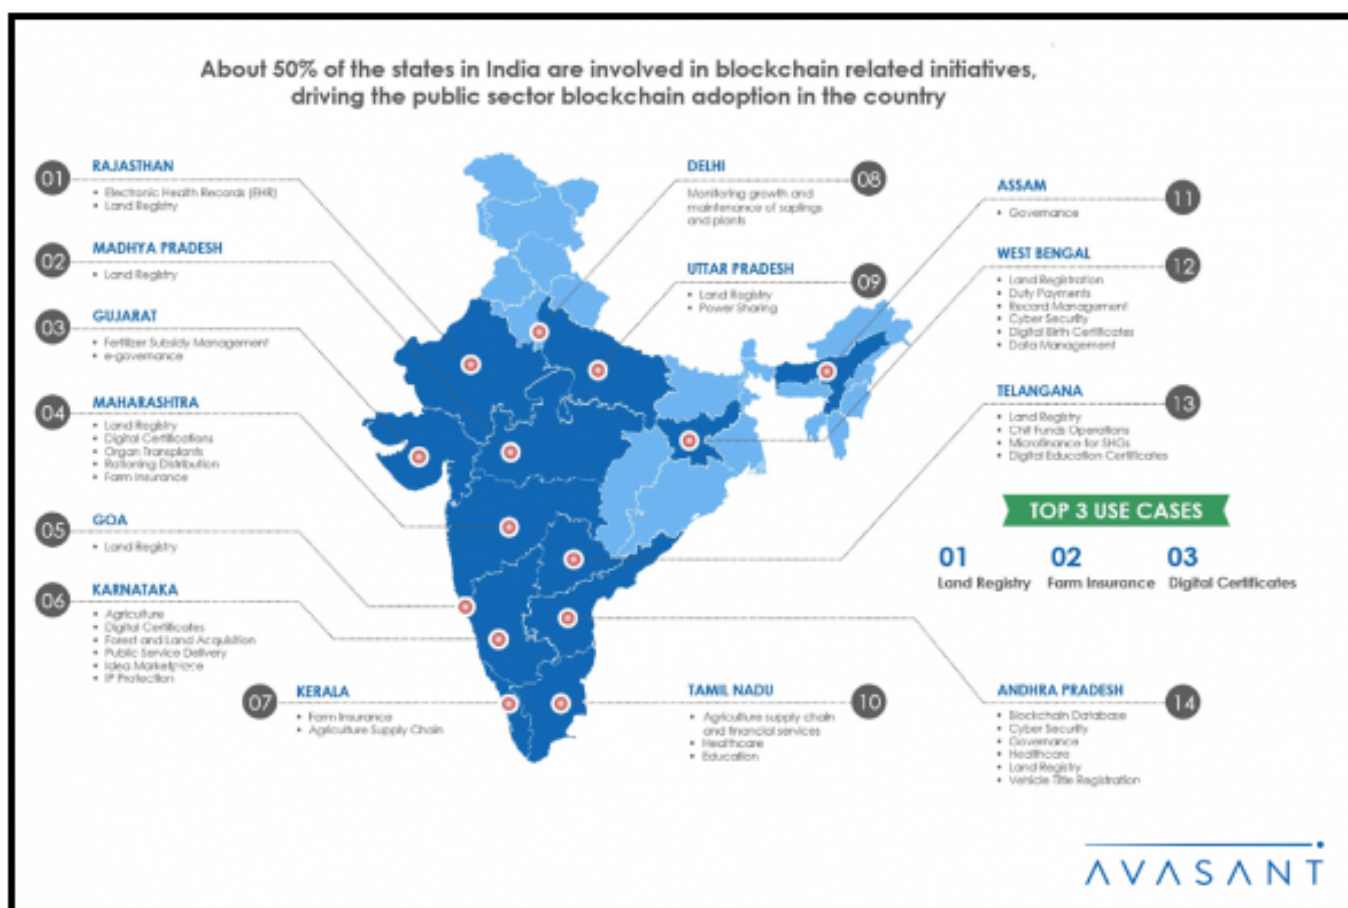 About 50% of the states in India are involved in blockchain related initiatives,
driving the public sector blockchain adoption in the country
01
RAJASTHAN
• Electronic Health Records (EHR)
• Land Registry
02
MADHYA PRADESH
• Land Registry
03
GUJARAT
• Fertilizer Subsidy Management
• e-governance
04
MAHARASHTRA
• Land Registry
• Digital Certifications
• Organ Transplants
• Rationing Distribution
• Farm Insurance
05
GOA
• Land Registry
06
KARNATAKA
• Agriculture
• Digital Certificates
• Forest and Land Acquisition
• Public Service Delivery
• Idea Marketplace
• IP Protection
07
KERALA
• Farm Insurance
• Agriculture Supply Chain
DELHI
08
Monitoring growth and
maintenance of saplings
and plants
UTTAR PRADESH
09
• Land Registry
• Power Sharing
TAMIL NADU
10
• Agriculture supply chain
and financial services
• Healthcare
• Education
ASSAM
11
• Governance
WEST BENGAL
12
• Land Registration
• Duty Payments
• Record Management
• Cyber Security
• Digital Birth Certificates
• Data Management
TELANGANA
13
• Land Registry
• Chit Funds Operations
• Microfinance for SHGs
• Digital Education Certificates
TOP 3 USE CASES
01 02 03
Land Registry Farm Insurance Digital Certificates
ANDHRA PRADESH
14
• Blockchain Database
• Cyber Security
• Governance
• Healthcare
• Land Registry
• Vehicle Title Registration
AVASANT